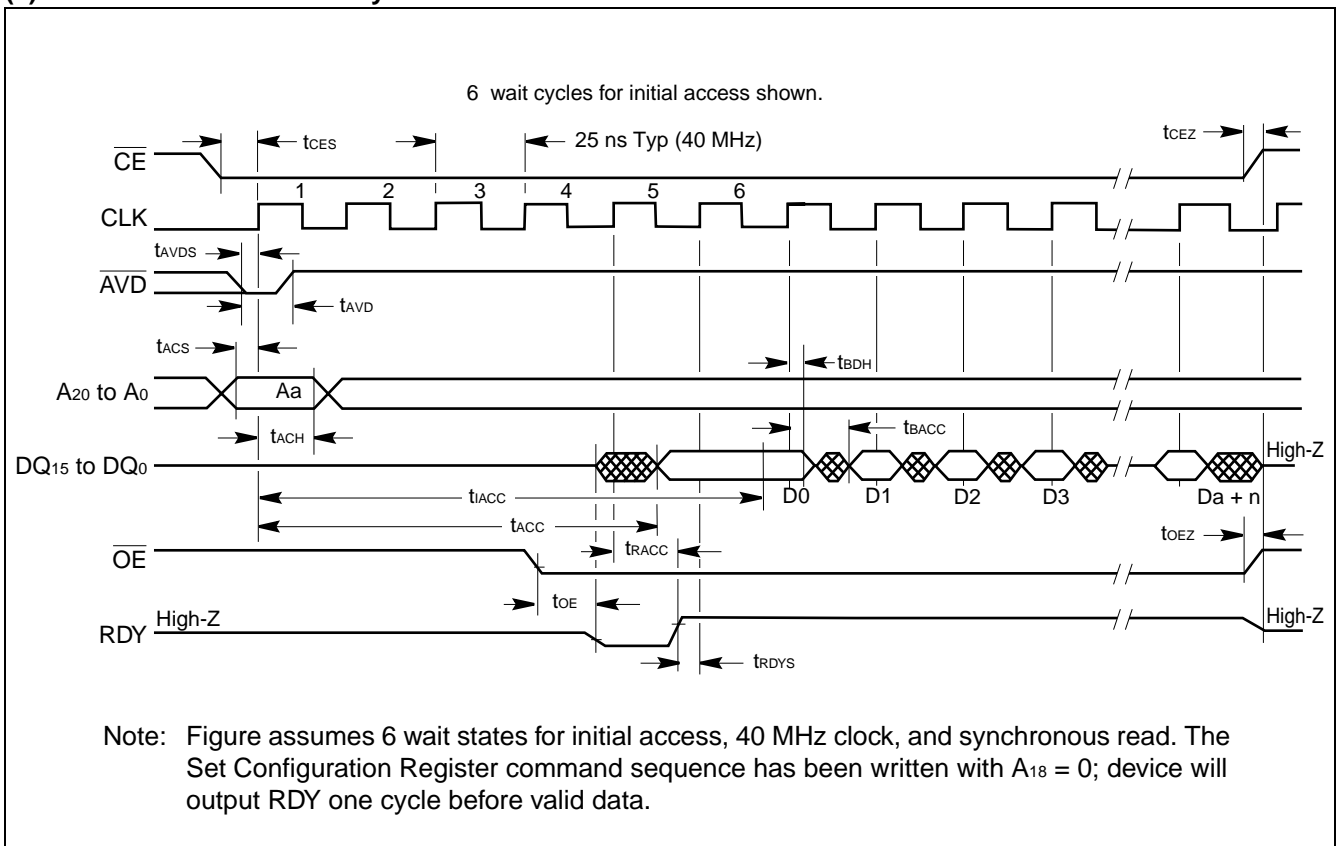 6 wait cycles for initial access shown.
tCES
25 ns Typ (40 MHz)
tCEZ
CE
1 2 3 4 5 6
CLK
tAVDS
AVD
tAVD
tACS
tBDH
A20 to A0
Aa
tACH
tBACC
DQ15 to DQ0
High-Z
D0 D1 D2 D3 Da + n
tIACC
tACC
tRACC
tOEZ
OE
tOE
High-Z
High-Z
RDY
tRDYS
Note: Figure assumes 6 wait states for initial access, 40 MHz clock, and synchronous read. The
Set Configuration Register command sequence has been written with A18 = 0; device will
output RDY one cycle before valid data.